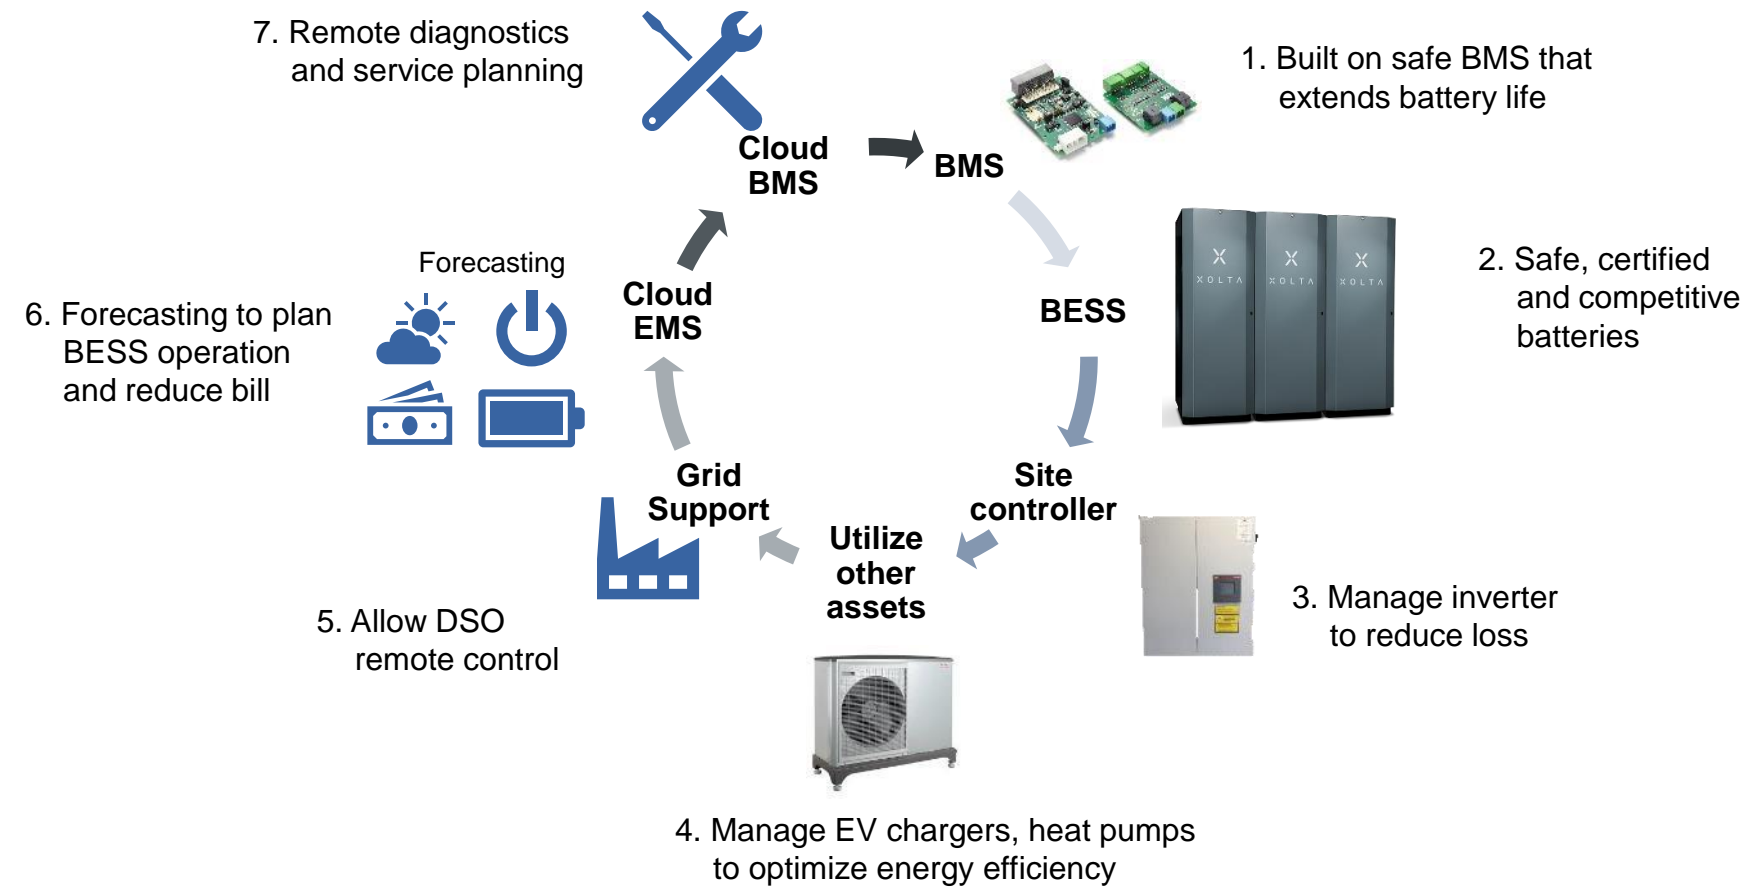 7. Remote diagnostics
and service planning
1. Built on safe BMS that
extends battery life
Cloud
BMS
BMS
XOLTA
XOLTA
XOLTA
2. Safe, certified
and competitive
batteries
BESS
Forecasting
Cloud
EMS
6. Forecasting to plan
BESS operation
and reduce bill
Grid
Support
Site
controller
Utilize
other
assets
3. Manage inverter
to reduce loss
5. Allow DSO
remote control
4. Manage EV chargers, heat pumps
to optimize energy efficiency